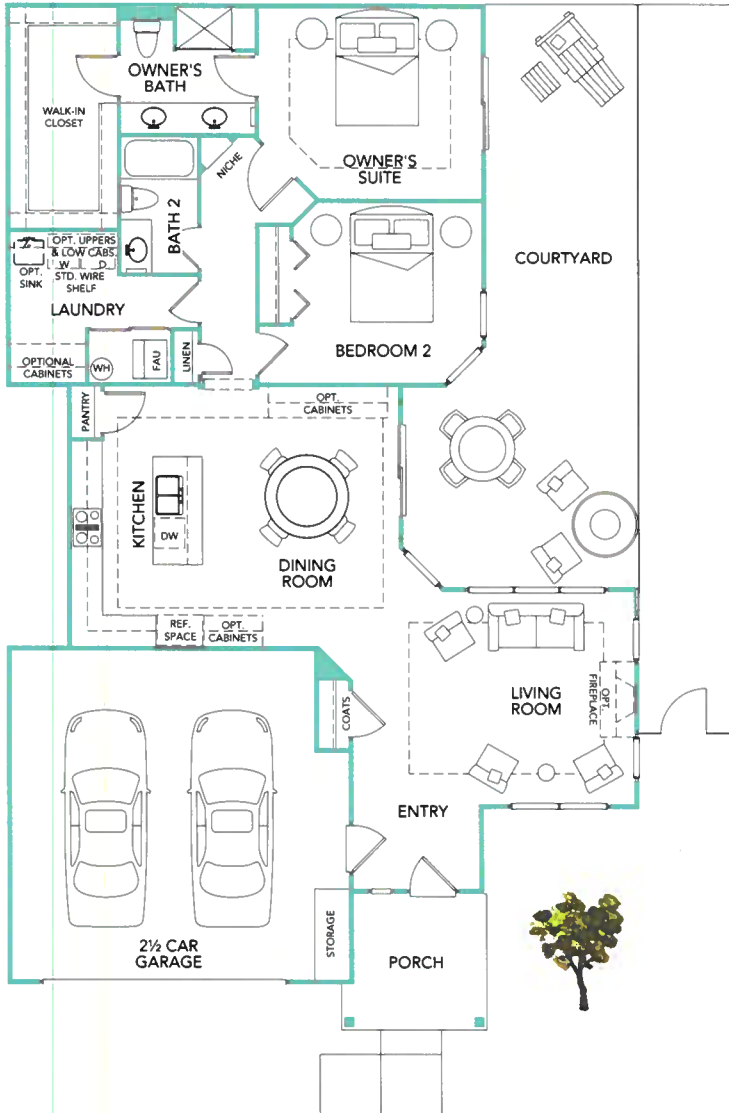 OWNER'S
BATH
WALK-IN
CLOSET
NICHE
OWNER'S
SUITE
BATH 2
COURTYARD
OPT. UPPERS
& LOW CABS.
W D
STD. WIRE
SHELF
OPT.
SINK
LAUNDRY
BEDROOM 2
OPTIONAL
CABINETS
WH
FAU
LINEN
PANTRY
OPT.
CABINETS
KITCHEN
DW
DINING
ROOM
REF.
SPACE
OPT.
CABINETS
LIVING
ROOM
OPT.
FIREPLACE
COATS
ENTRY
STORAGE
2½ CAR
GARAGE
PORCH